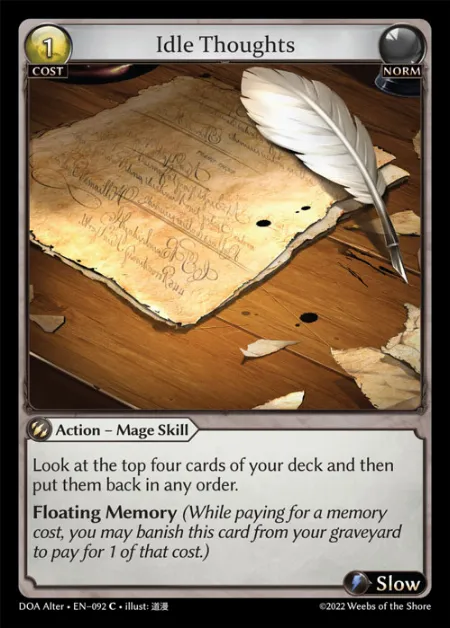 1
Idle Thoughts
COST
NORM
Action – Mage Skill
Look at the top four cards of your deck and then
put them back in any order.
Floating Memory (While paying for a memory
cost, you may banish this card from your graveyard
to pay for 1 of that cost.)
Slow
DOA Alter • EN-092 C • illust: 道漫
©2022 Weebs of the Shore